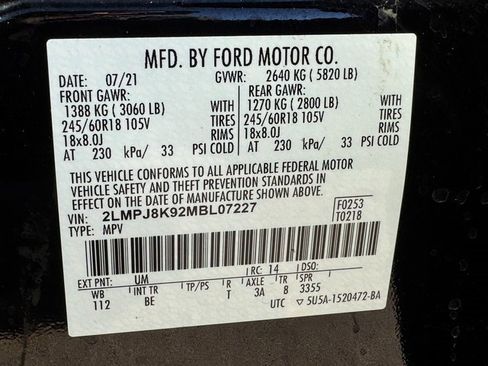 MFD. BY FORD MOTOR CO.
DATE: 07/21 GVWR: 2640 KG ( 5820 LB)
FRONT GAWR: REAR GAWR:
1388 KG ( 3060 LB) WITH 1270 KG ( 2800 LB) WITH
245/60R18 105V TIRES 245/60R18 105V TIRES
18x8.0J RIMS 18x8.0J RIMS
AT 230 kPa/ 33 PSI COLD AT 230 kPa/ 33 PSI COLD
THIS VEHICLE CONFORMS TO ALL APPLICABLE FEDERAL MOTOR
VEHICLE SAFETY AND THEFT PREVENTION STANDARDS IN
EFFECT ON THE DATE OF MANUFACTURE SHOWN ABOVE.
VIN: 2LMPJ8K92MBL07227 F0253
TYPE: MPV T0218
EXT PNT: UM RC: 14 DSO:
WB INT TR TP/PS R AXLE TR SPR
112 BE T 3A 8 3355
UTC ▽5U5A-1520472-BA